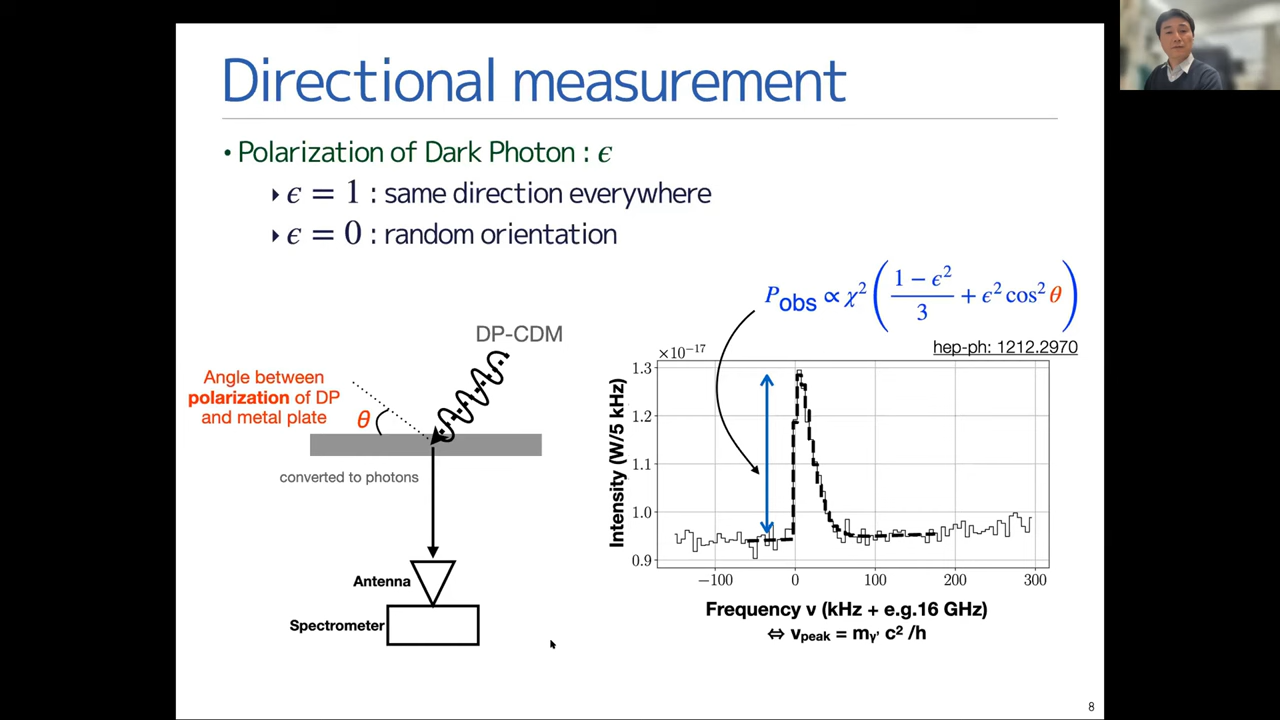 Directional measurement
• Polarization of Dark Photon : ϵ
‣ ϵ = 1 : same direction everywhere
‣ ϵ = 0 : random orientation
P_obs ∝ χ² ( (1 − ϵ²)/3 + ϵ² cos² θ )
hep-ph: 1212.2970
DP-CDM
Angle between
polarization of DP
and metal plate
θ
converted to photons
Antenna
Spectrometer
×10⁻¹⁷
1.3
1.2
1.1
1.0
0.9
Intensity (W/5 kHz)
−100 0 100 200 300
Frequency ν (kHz + e.g.16 GHz)
⇔ ν_peak = m_γ' c² /h
8